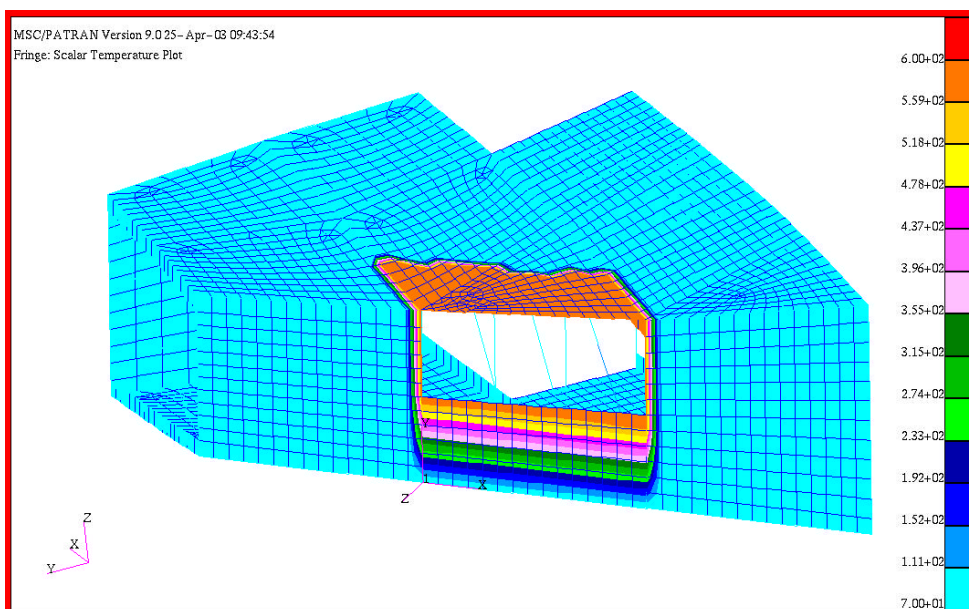 MSC/PATRAN Version 9.0 25-Apr-03 09:43:54
Fringe: Scalar Temperature Plot
6.00+02
5.59+02
5.18+02
4.78+02
4.37+02
3.96+02
3.55+02
3.15+02
2.74+02
2.33+02
1.92+02
1.52+02
1.11+02
7.00+01
Y
1
Z
X
Z
X
Y